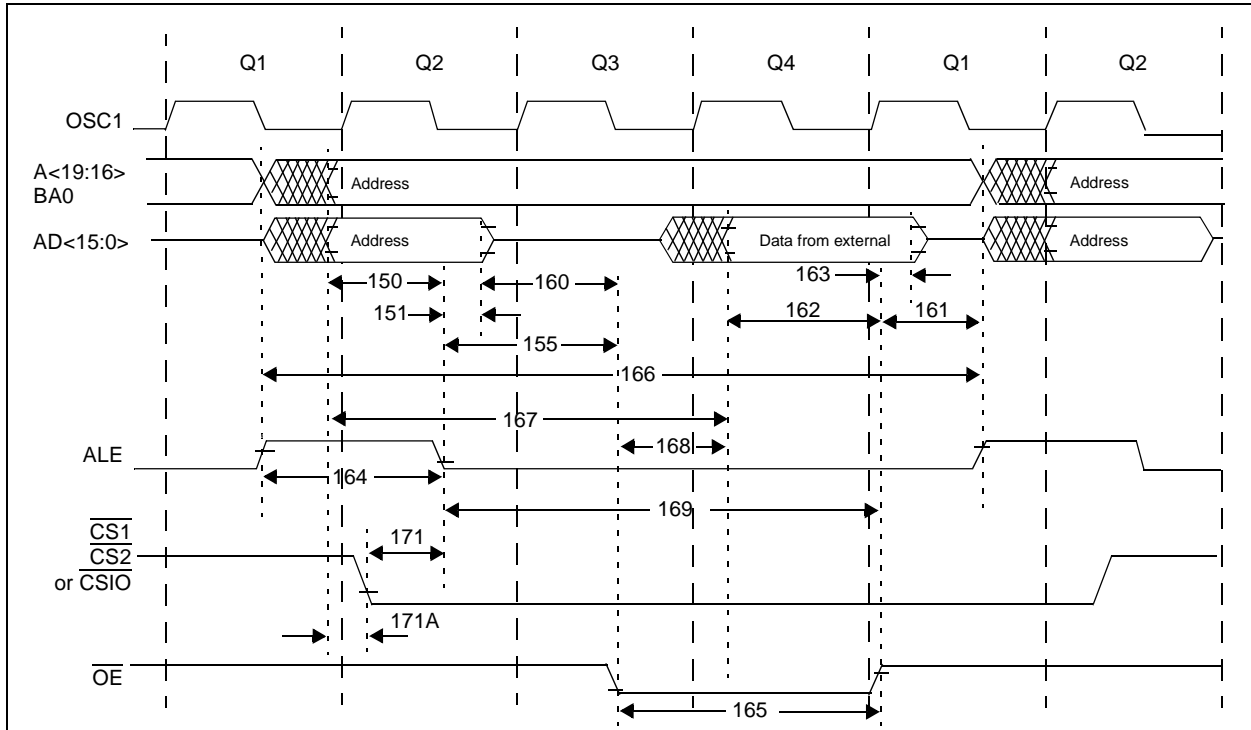 Q1 Q2 Q3 Q4 Q1 Q2
OSC1
A<19:16>
BA0
Address
Address
AD<15:0>
Address
Data from external
Address
150
160
163
151
162
161
155
166
167
ALE
168
164
169
CS1
CS2
or CSIO
171
171A
OE
165